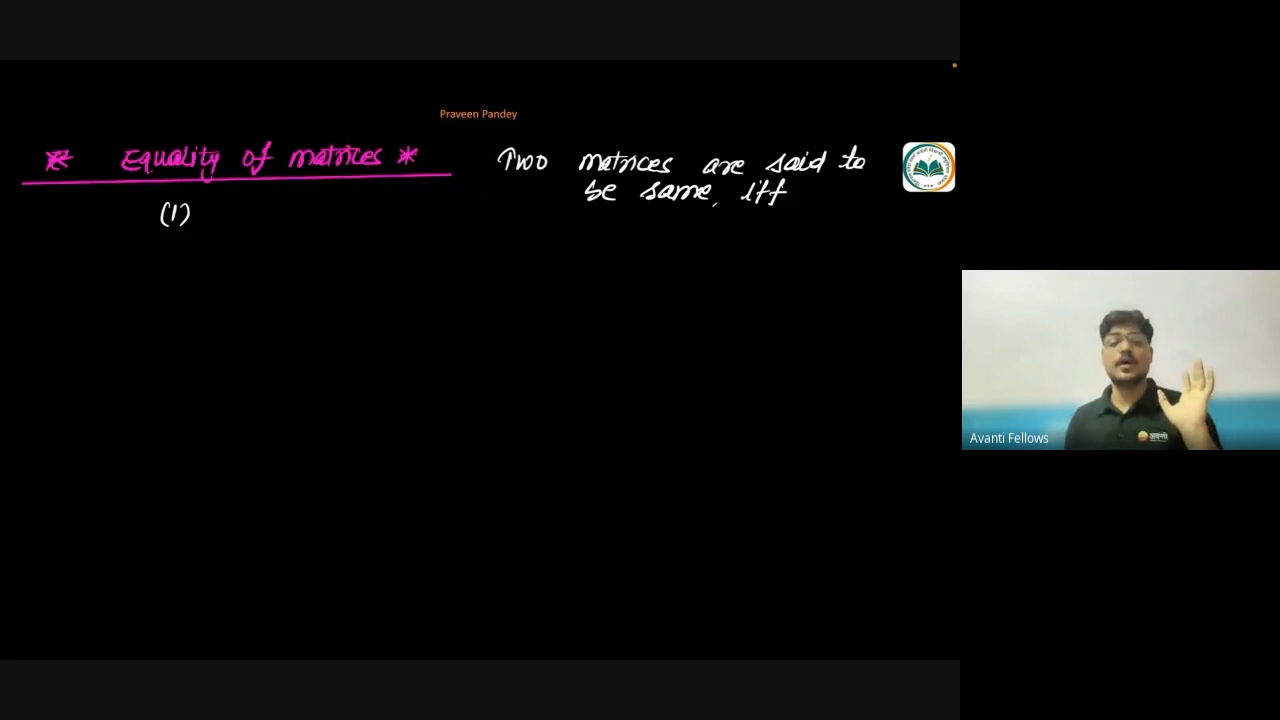 Praveen Pandey
* Equality of matrices *
Two matrices are said to
be same, iff
(1)
Avanti Fellows